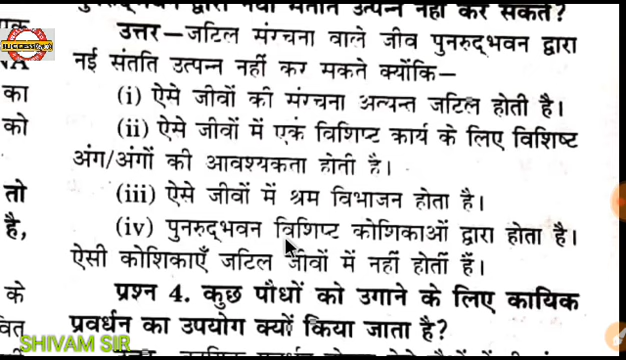 उत्तर—जटिल संरचना वाले जीव पुनरुद्भवन द्वारा
नई संतति उत्पन्न नहीं कर सकते क्योंकि—
(i) ऐसे जीवों की संरचना अत्यन्त जटिल होती है।
(ii) ऐसे जीवों में एक विशिष्ट कार्य के लिए विशिष्ट
अंग/अंगों की आवश्यकता होती है।
(iii) ऐसे जीवों में श्रम विभाजन होता है।
(iv) पुनरुद्भवन विशिष्ट कोशिकाओं द्वारा होता है।
ऐसी कोशिकाएँ जटिल जीवों में नहीं होतीं हैं।
प्रश्न 4. कुछ पौधों को उगाने के लिए कायिक
प्रवर्धन का उपयोग क्यों किया जाता है?
का
को
तो
है,
के
SUCCESS
SHIVAM SIR